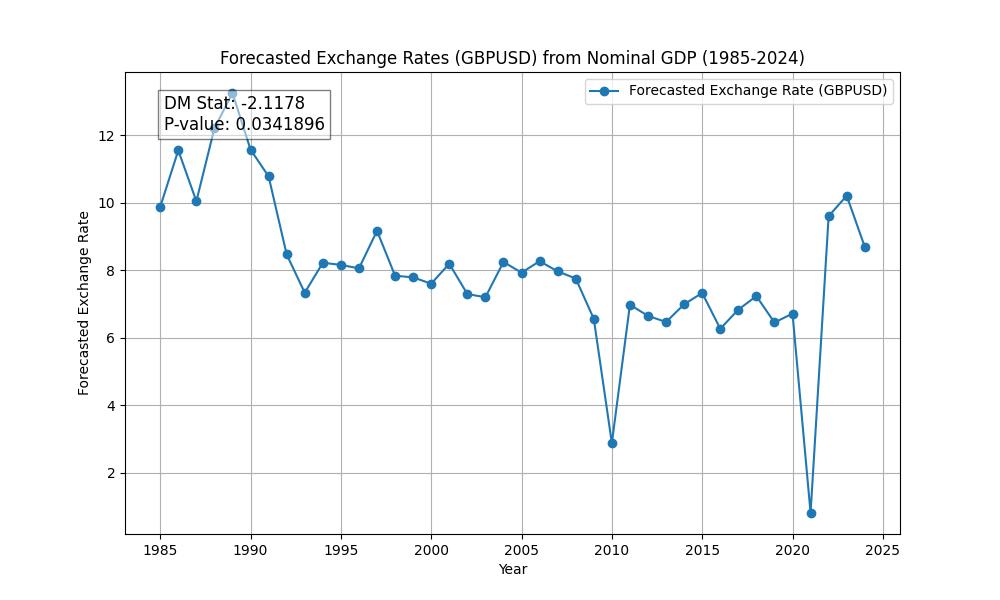 Forecasted Exchange Rates (GBPUSD) from Nominal GDP (1985-2024)
DM Stat: -2.1178
P-value: 0.0341896
Forecasted Exchange Rate (GBPUSD)
Forecasted Exchange Rate
12
10
8
6
4
2
1985 1990 1995 2000 2005 2010 2015 2020 2025
Year